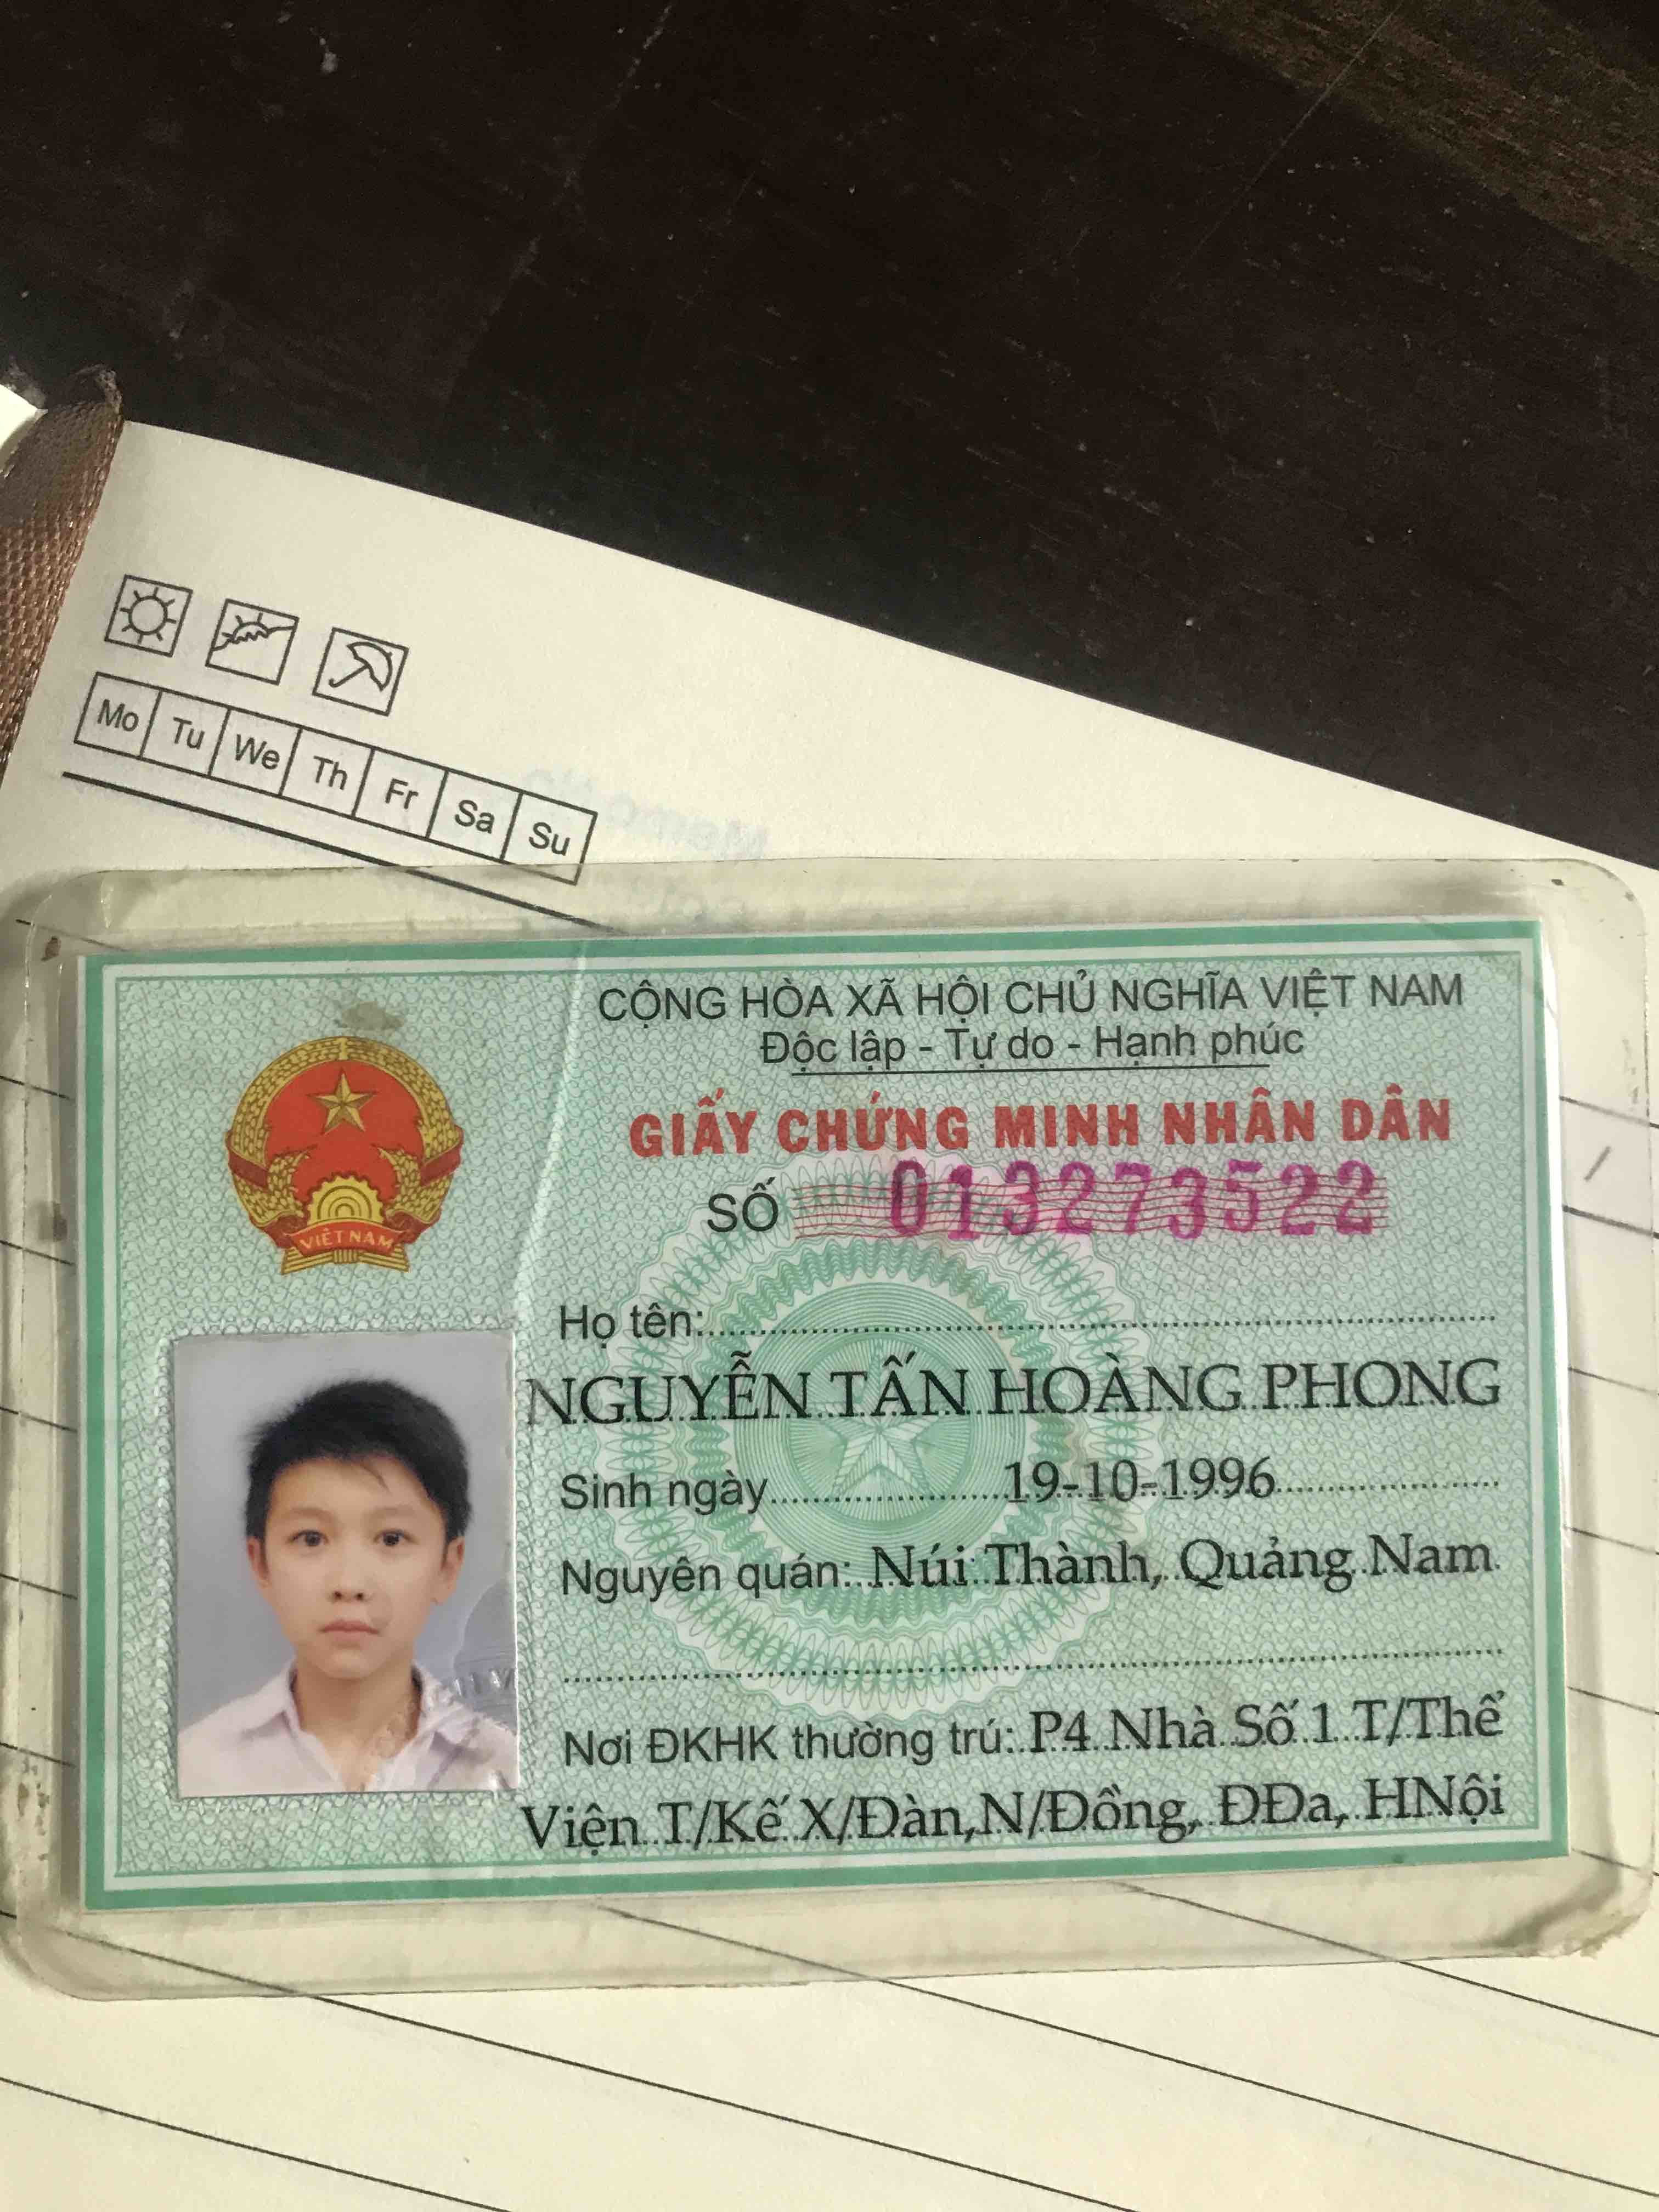 Mo Tu We Th Fr Sa Su
CỘNG HÒA XÃ HỘI CHỦ NGHĨA VIỆT NAM
Độc lập - Tự do - Hạnh phúc
GIẤY CHỨNG MINH NHÂN DÂN
SỐ 013273522
VIỆT NAM
Họ tên:
NGUYỄN TẤN HOÀNG PHONG
Sinh ngày 19-10-1996
Nguyên quán: Núi Thành, Quảng Nam
Nơi ĐKHK thường trú: P4 Nhà Số 1 T/Thể
Viện T/Kế X/Đàn,N/Đồng, ĐĐa, HNội